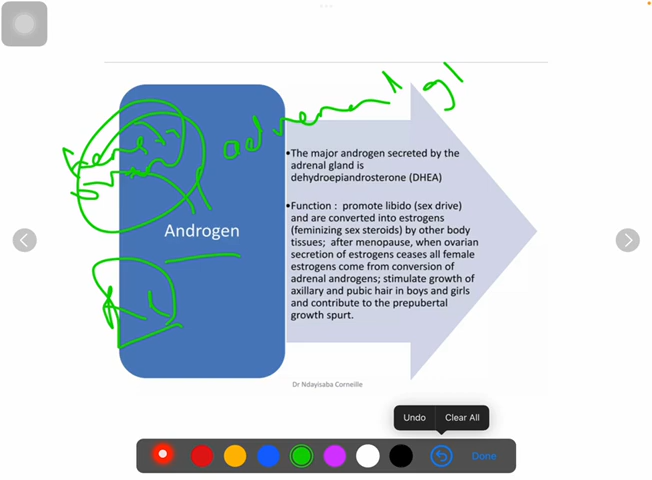 adrenal gl
•The major androgen secreted by the
adrenal gland is
dehydroepiandrosterone (DHEA)
•Function : promote libido (sex drive)
and are converted into estrogens
(feminizing sex steroids) by other body
tissues; after menopause, when ovarian
secretion of estrogens ceases all female
estrogens come from conversion of
adrenal androgens; stimulate growth of
axillary and pubic hair in boys and girls
and contribute to the prepubertal
growth spurt.
Androgen
Dr Ndayisaba Corneille
Undo Clear All
Done